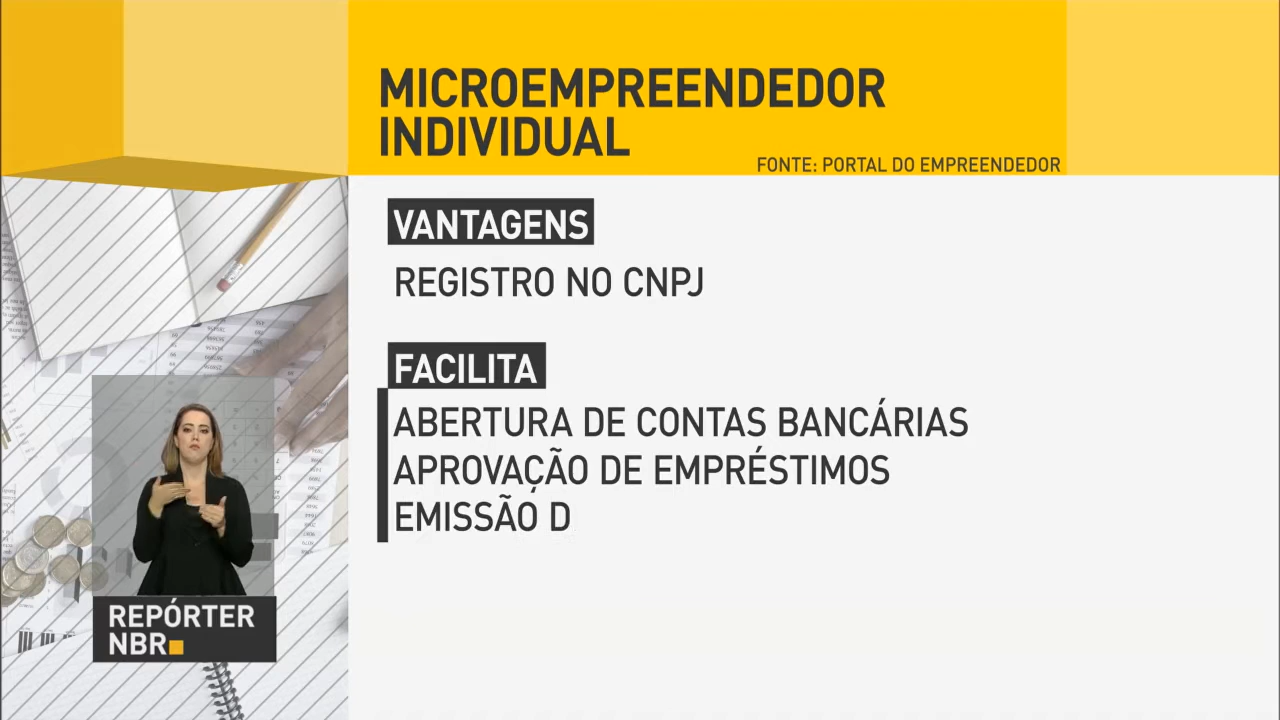 MICROEMPREENDEDOR
INDIVIDUAL
FONTE: PORTAL DO EMPREENDEDOR
VANTAGENS
REGISTRO NO CNPJ
FACILITA
ABERTURA DE CONTAS BANCÁRIAS
APROVAÇÃO DE EMPRÉSTIMOS
EMISSÃO D
REPÓRTER
NBR